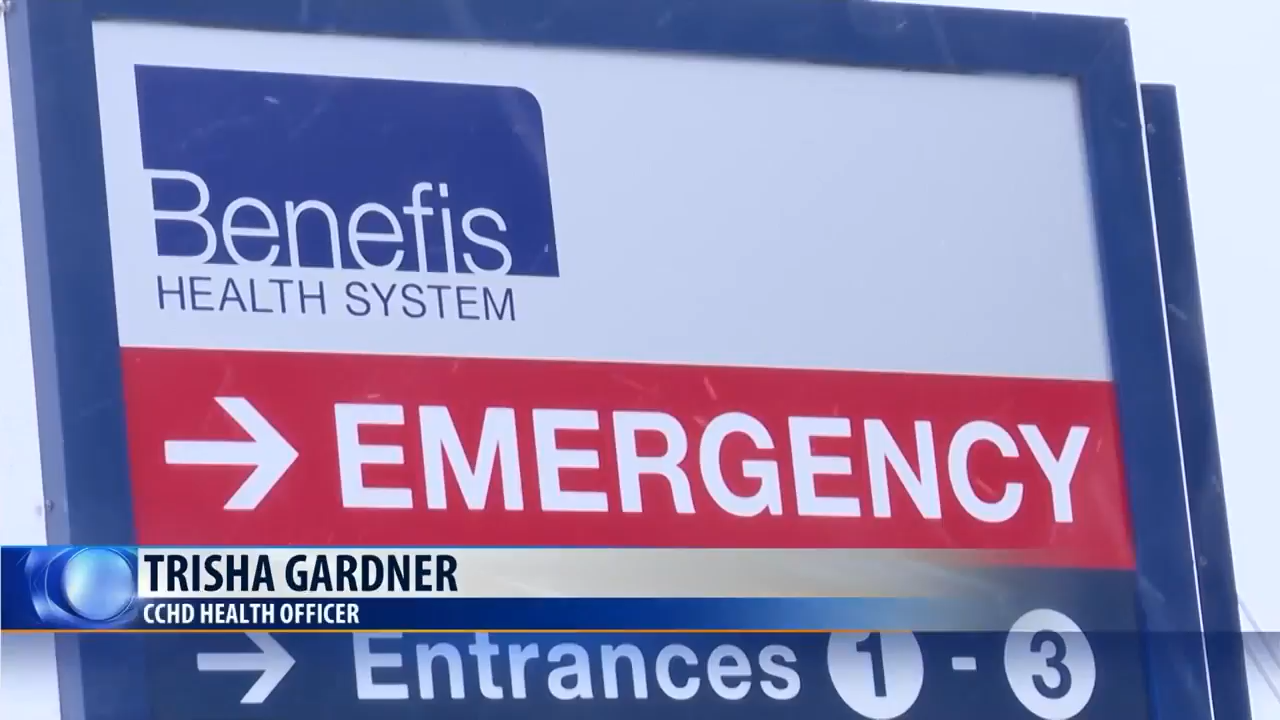 Benefis
HEALTH SYSTEM
→ EMERGENCY
TRISHA GARDNER
CCHD HEALTH OFFICER
→ Entrances 1 - 3